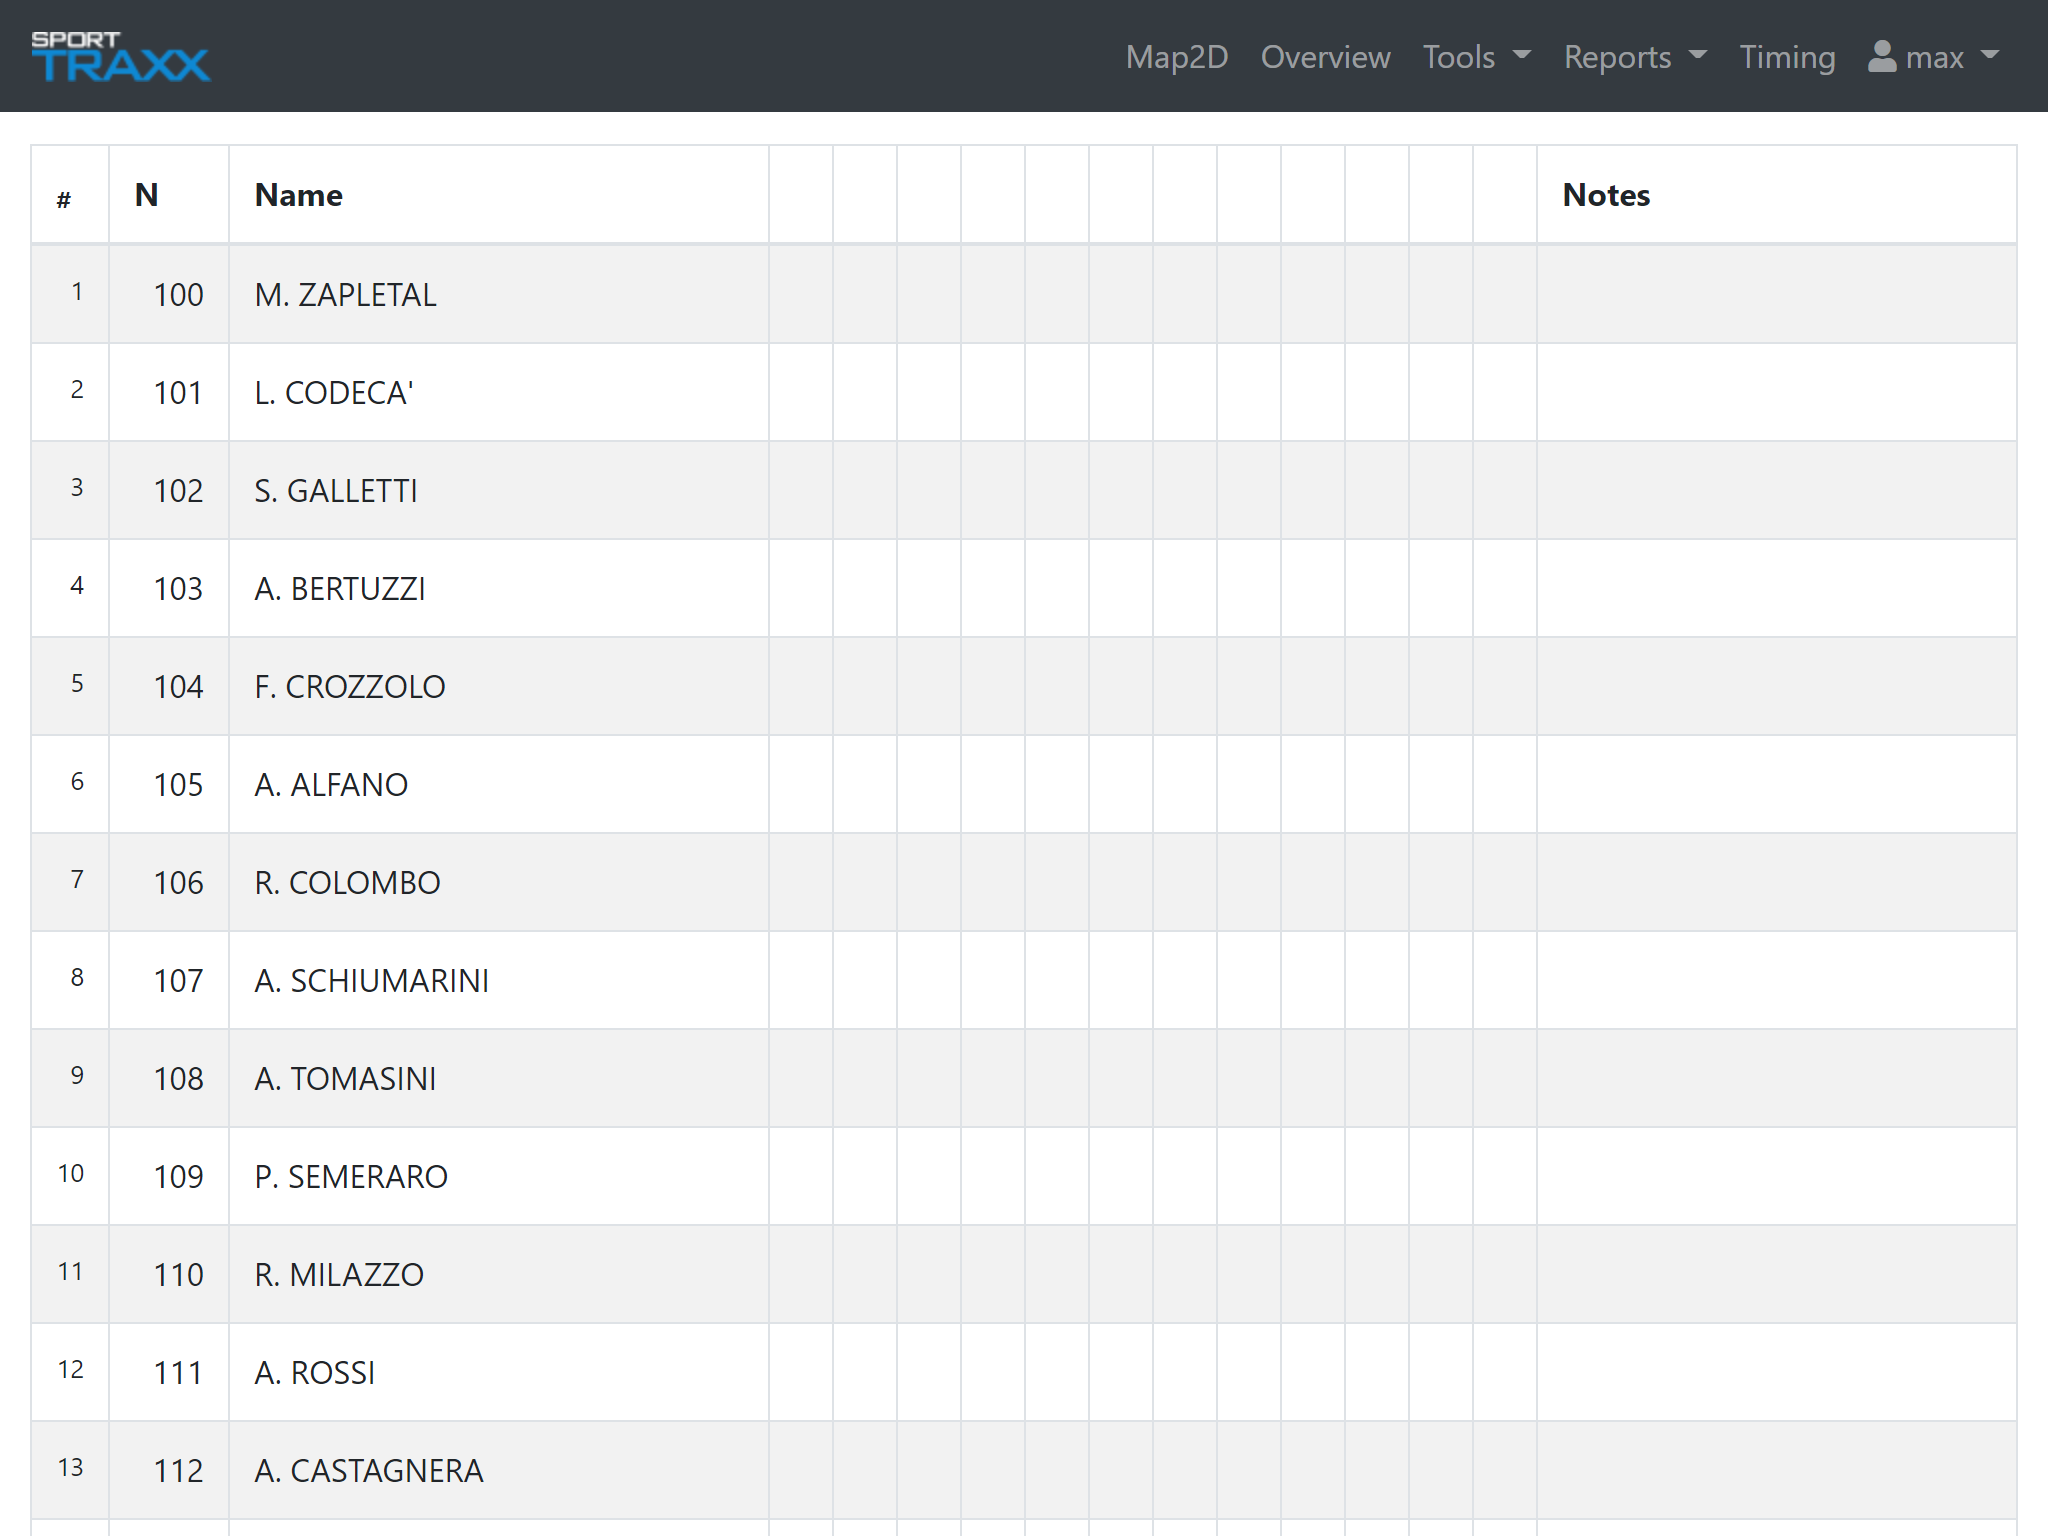 SPORT
TRAXX
Map2D Overview Tools Reports Timing max
# N Name Notes
1 100 M. ZAPLETAL
2 101 L. CODECA'
3 102 S. GALLETTI
4 103 A. BERTUZZI
5 104 F. CROZZOLO
6 105 A. ALFANO
7 106 R. COLOMBO
8 107 A. SCHIUMARINI
9 108 A. TOMASINI
10 109 P. SEMERARO
11 110 R. MILAZZO
12 111 A. ROSSI
13 112 A. CASTAGNERA